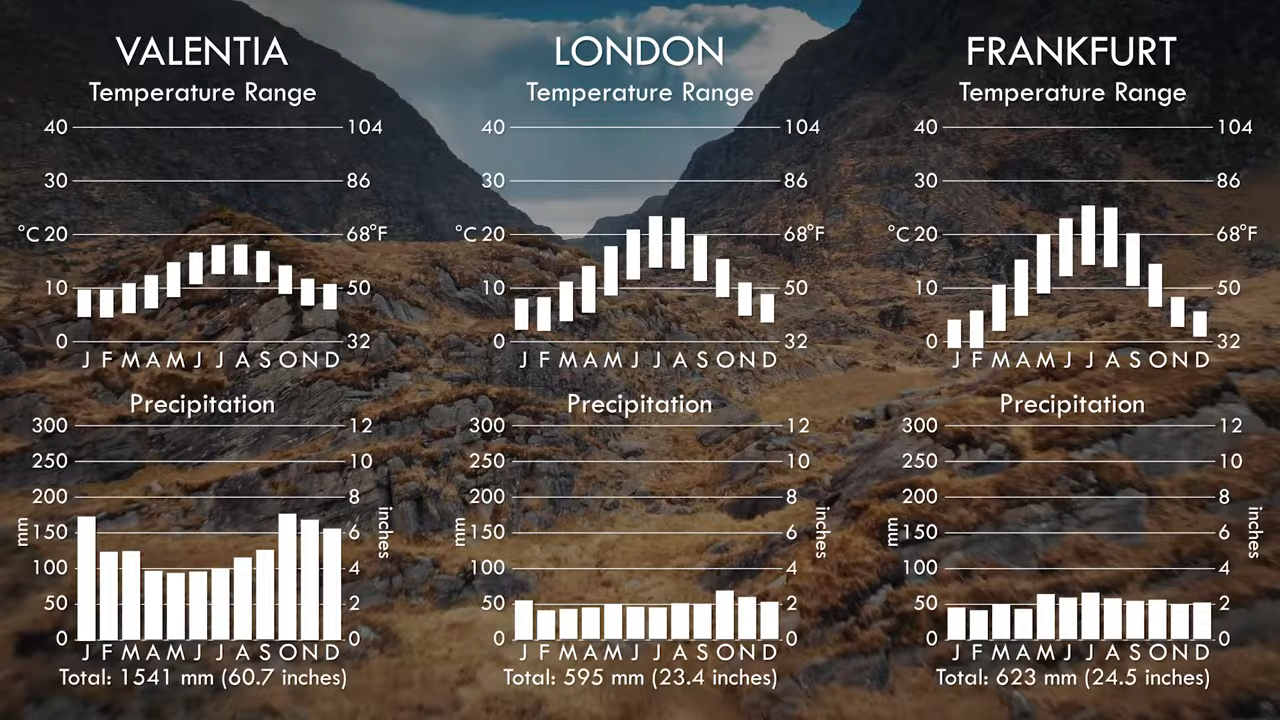 VALENTIA
Temperature Range
40 104
30 86
°C 20 68°F
10 50
0 32
J F M A M J J A S O N D
Precipitation
300 12
250 10
200 8
150 6
100 4
50 2
0 0
mm
inches
J F M A M J J A S O N D
Total: 1541 mm (60.7 inches)
LONDON
Temperature Range
40 104
30 86
°C 20 68°F
10 50
0 32
J F M A M J J A S O N D
Precipitation
300 12
250 10
200 8
150 6
100 4
50 2
0 0
mm
inches
J F M A M J J A S O N D
Total: 595 mm (23.4 inches)
FRANKFURT
Temperature Range
40 104
30 86
°C 20 68°F
10 50
0 32
J F M A M J J A S O N D
Precipitation
300 12
250 10
200 8
150 6
100 4
50 2
0 0
mm
inches
J F M A M J J A S O N D
Total: 623 mm (24.5 inches)